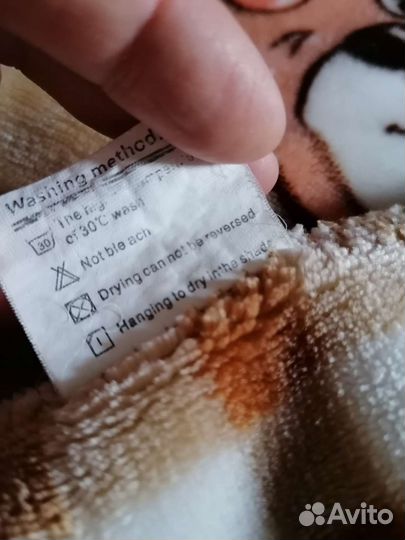 Washing method:
The hig
30
of 30℃ wash
Not ble ach
Drying can not be reversed
Hanging to dry in the shade
Avito